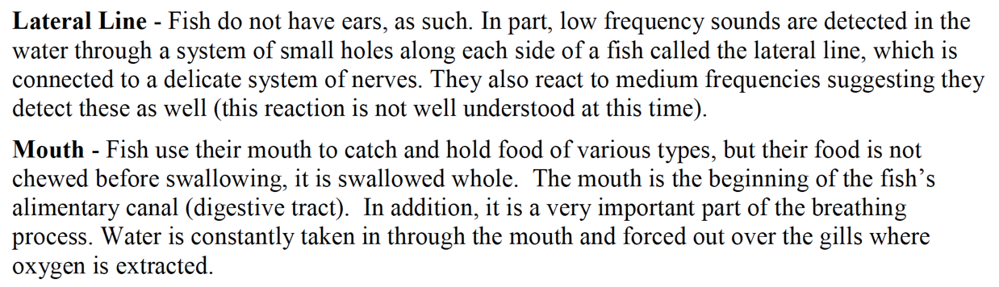 Lateral Line - Fish do not have ears, as such. In part, low frequency sounds are detected in the
water through a system of small holes along each side of a fish called the lateral line, which is
connected to a delicate system of nerves. They also react to medium frequencies suggesting they
detect these as well (this reaction is not well understood at this time).
Mouth - Fish use their mouth to catch and hold food of various types, but their food is not
chewed before swallowing, it is swallowed whole.  The mouth is the beginning of the fish’s
alimentary canal (digestive tract).  In addition, it is a very important part of the breathing
process. Water is constantly taken in through the mouth and forced out over the gills where
oxygen is extracted.